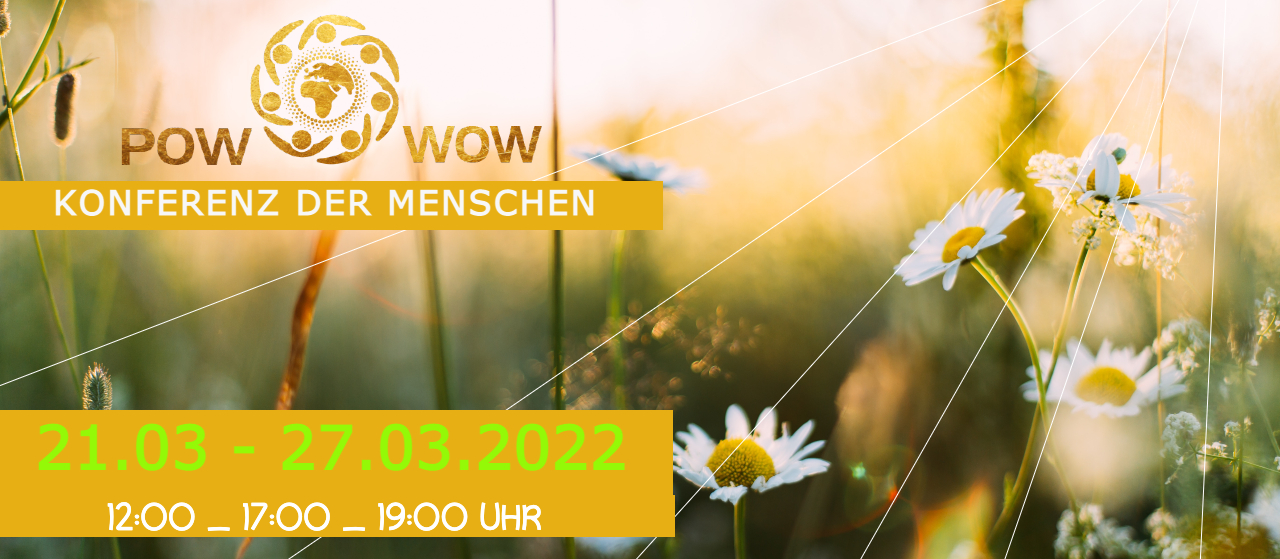 POW WOW
KONFERENZ DER MENSCHEN
21.03 - 27.03.2022
12:00 _ 17:00 _ 19:00 UHR